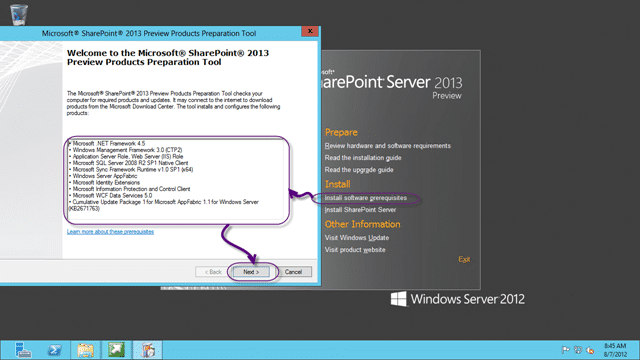 Microsoft® SharePoint® 2013 Preview Products Preparation Tool
Welcome to the Microsoft® SharePoint® 2013
Preview Products Preparation Tool
The Microsoft® SharePoint® 2013 Preview Products Preparation Tool checks your
computer for required products and updates. It may connect to the internet to download
products from the Microsoft Download Center. The tool installs and configures the following
products:
• Microsoft .NET Framework 4.5
• Windows Management Framework 3.0 (CTP2)
• Application Server Role, Web Server (IIS) Role
• Microsoft SQL Server 2008 R2 SP1 Native Client
• Microsoft Sync Framework Runtime v1.0 SP1 (x64)
• Windows Server AppFabric
• Microsoft Identity Extensions
• Microsoft Information Protection and Control Client
• Microsoft WCF Data Services 5.0
• Cumulative Update Package 1 for Microsoft AppFabric 1.1 for Windows Server
(KB2671763)
Learn more about these prerequisites
< Back
Next >
Cancel
SharePoint Server 2013
Preview
Prepare
Review hardware and software requirements
Read the installation guide
Read the upgrade guide
Install
Install software prerequisites
Install SharePoint Server
Other Information
Visit Windows Update
Visit product website
Exit
Windows Server 2012
8:45 AM
8/7/2012